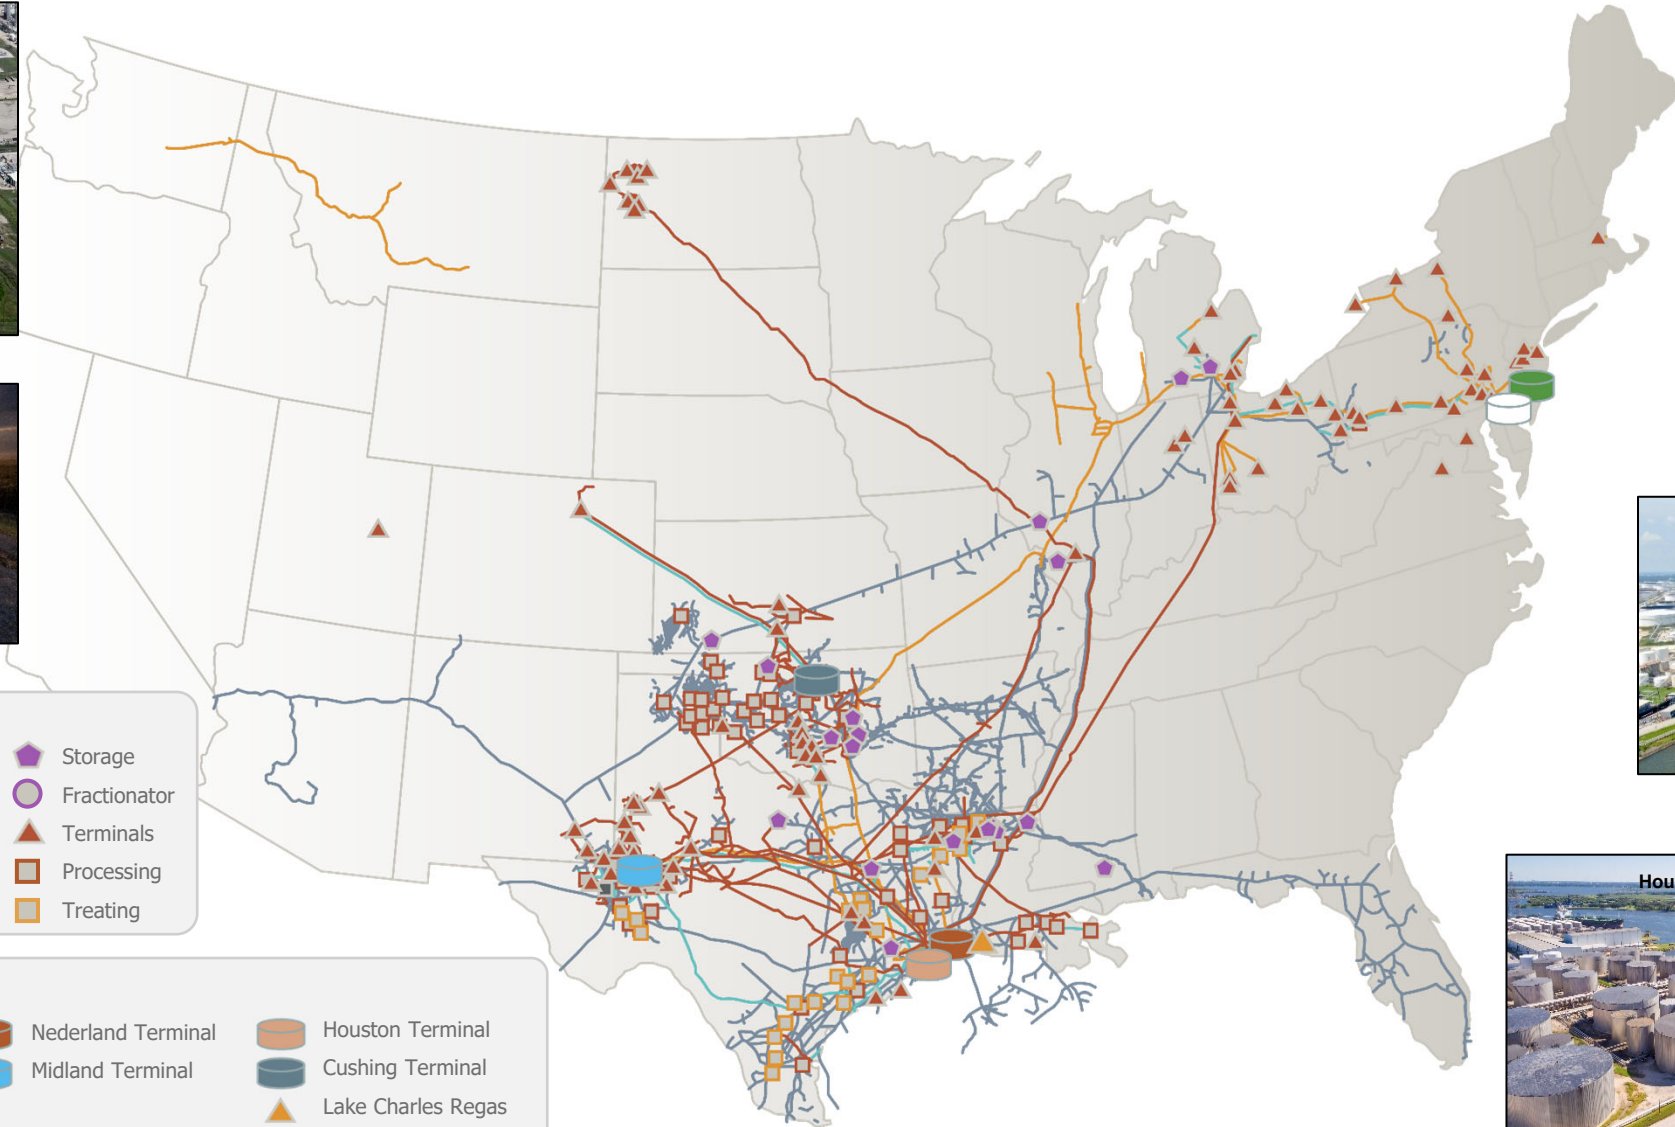 Storage
Fractionator
Terminals
Processing
Treating
Nederland Terminal
Houston Terminal
Midland Terminal
Cushing Terminal
Lake Charles Regas
Hou